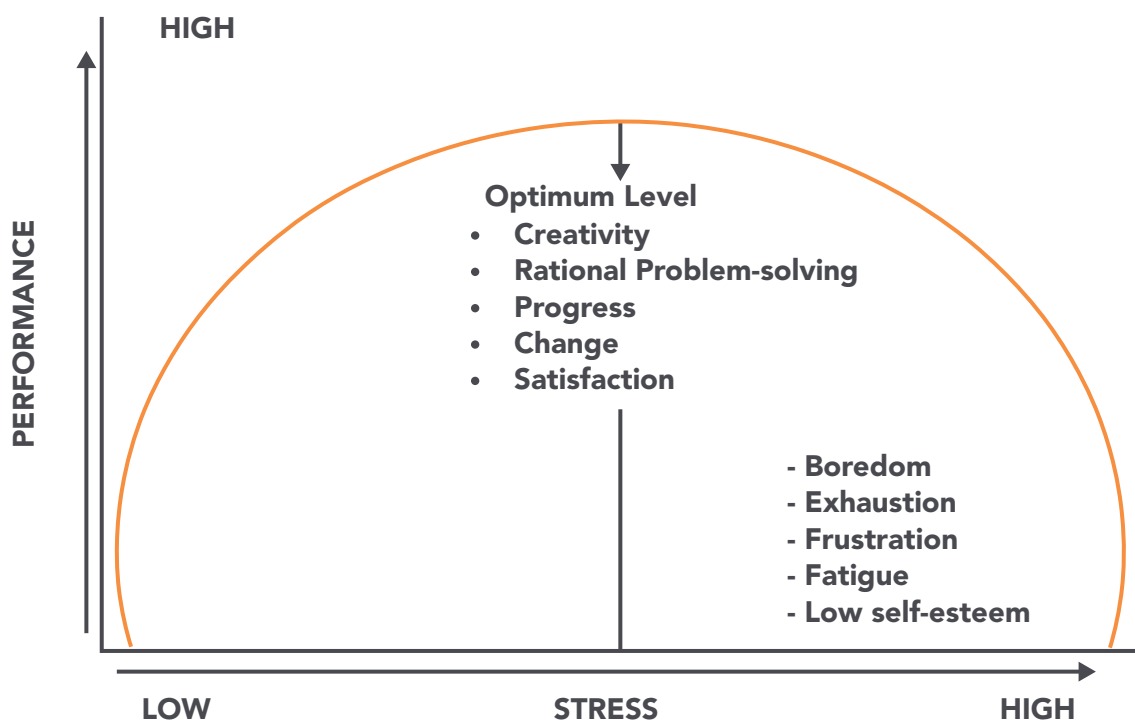 HIGH
PERFORMANCE
Optimum Level
• Creativity
• Rational Problem-solving
• Progress
• Change
• Satisfaction
- Boredom
- Exhaustion
- Frustration
- Fatigue
- Low self-esteem
LOW STRESS HIGH